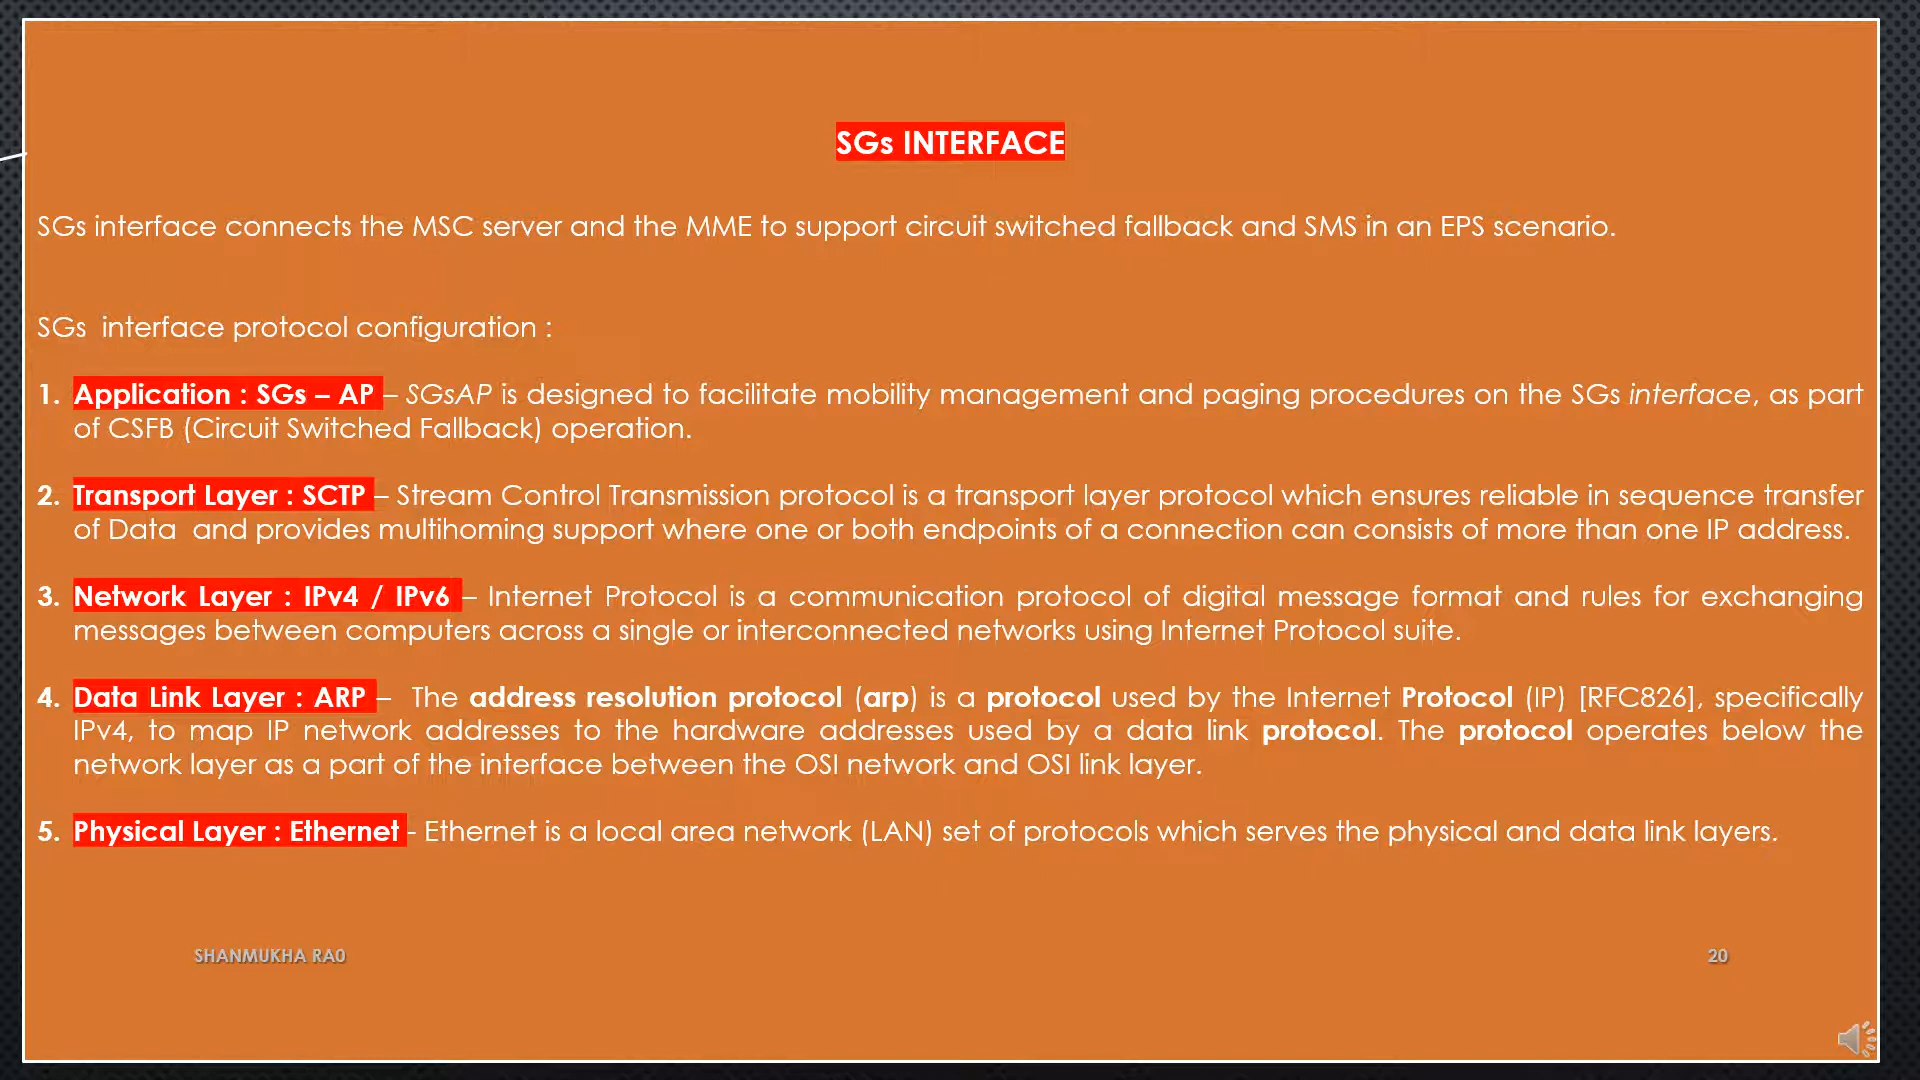 SGs INTERFACE
SGs interface connects the MSC server and the MME to support circuit switched fallback and SMS in an EPS scenario.
SGs interface protocol configuration :
1. Application : SGs – AP – SGsAP is designed to facilitate mobility management and paging procedures on the SGs interface, as part
of CSFB (Circuit Switched Fallback) operation.
2. Transport Layer : SCTP – Stream Control Transmission protocol is a transport layer protocol which ensures reliable in sequence transfer
of Data and provides multihoming support where one or both endpoints of a connection can consists of more than one IP address.
3. Network Layer : IPv4 / IPv6 – Internet Protocol is a communication protocol of digital message format and rules for exchanging
messages between computers across a single or interconnected networks using Internet Protocol suite.
4. Data Link Layer : ARP – The address resolution protocol (arp) is a protocol used by the Internet Protocol (IP) [RFC826], specifically
IPv4, to map IP network addresses to the hardware addresses used by a data link protocol. The protocol operates below the
network layer as a part of the interface between the OSI network and OSI link layer.
5. Physical Layer : Ethernet - Ethernet is a local area network (LAN) set of protocols which serves the physical and data link layers.
SHANMUKHA RA0
20